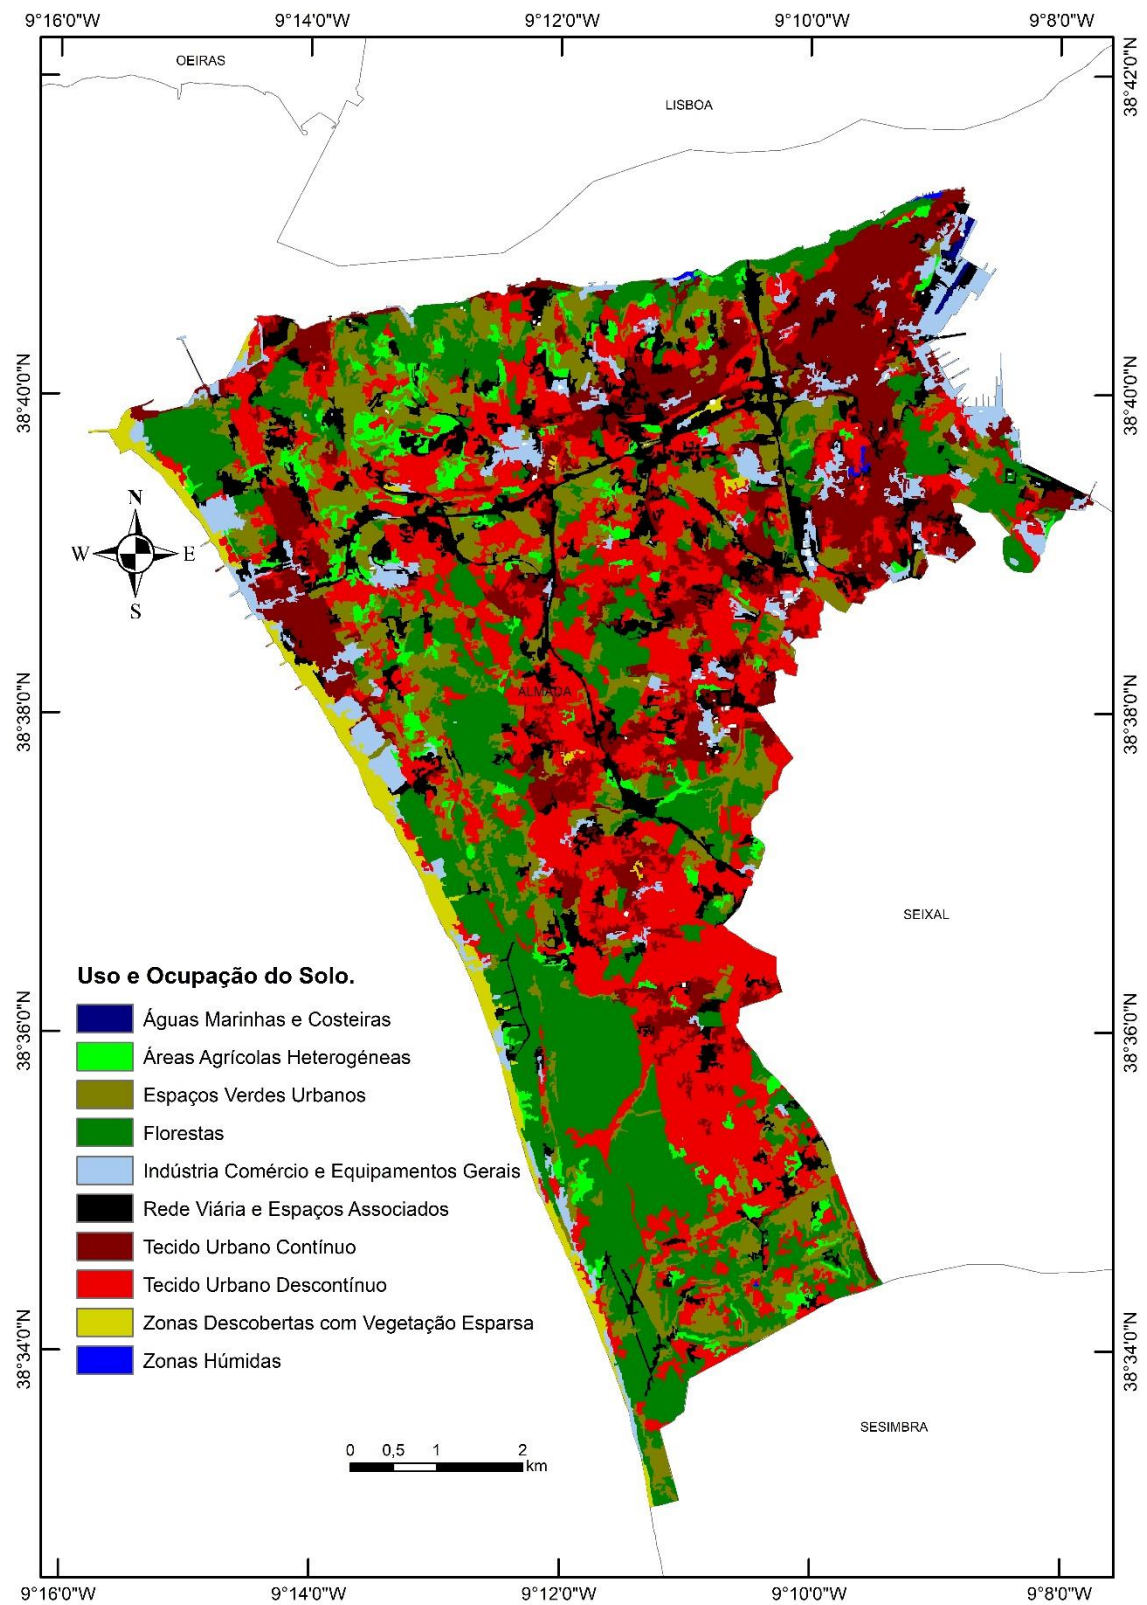 9°16'0"W 9°14'0"W 9°12'0"W 9°10'0"W 9°8'0"W
OEIRAS
38°42'0"N
38°42'0"N
LISBOA
38°40'0"N
38°40'0"N
N
W E
S
ALMADA
38°38'0"N
38°38'0"N
SEIXAL
Uso e Ocupação do Solo.
Águas Marinhas e Costeiras
38°36'0"N
38°36'0"N
Áreas Agrícolas Heterogéneas
Espaços Verdes Urbanos
Florestas
Indústria Comércio e Equipamentos Gerais
Rede Viária e Espaços Associados
Tecido Urbano Contínuo
Tecido Urbano Descontínuo
Zonas Descobertas com Vegetação Esparsa
38°34'0"N
38°34'0"N
Zonas Húmidas
SESIMBRA
0 0,5 1 2
km
9°16'0"W 9°14'0"W 9°12'0"W 9°10'0"W 9°8'0"W